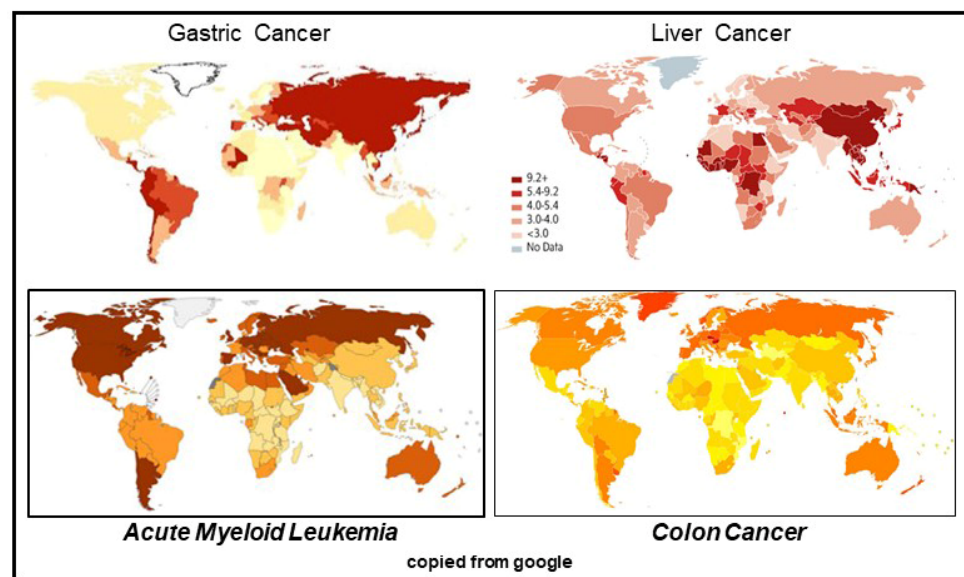 Gastric Cancer
Liver Cancer
9.2+
5.4-9.2
4.0-5.4
3.0-4.0
<3.0
No Data
Acute Myeloid Leukemia
Colon Cancer
copied from google